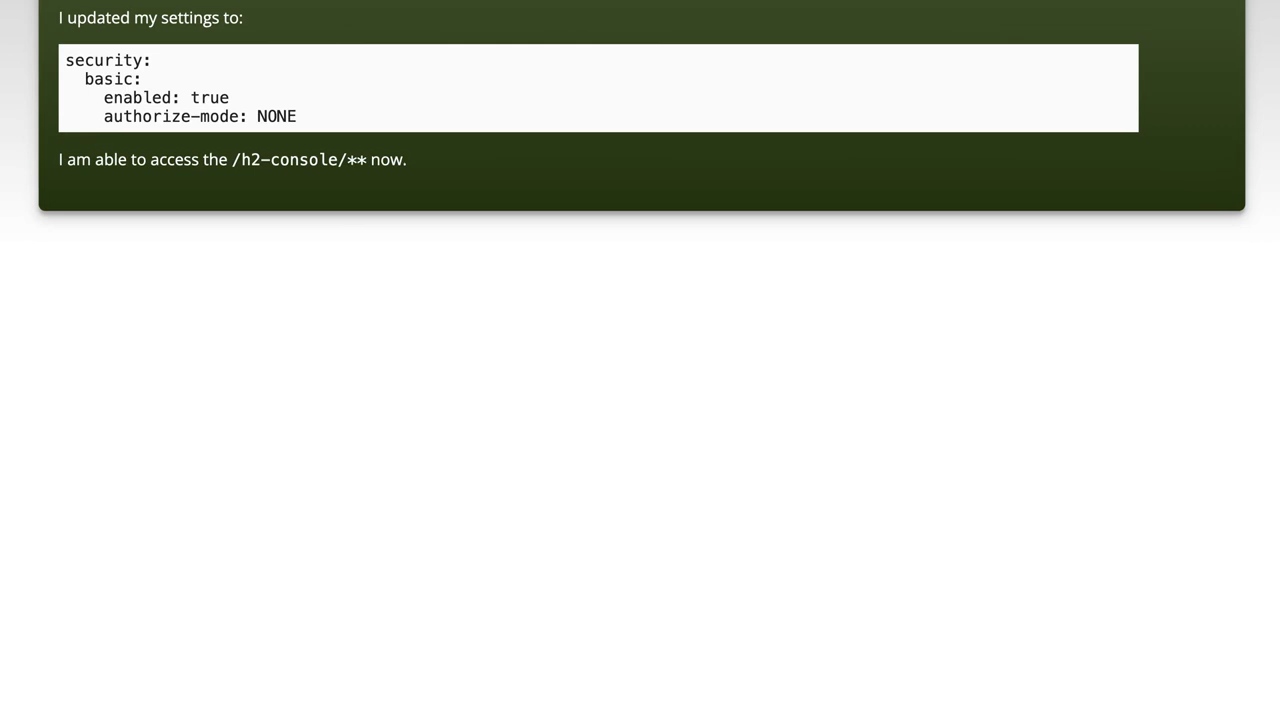 I updated my settings to:
security:
  basic:
    enabled: true
    authorize-mode: NONE
I am able to access the /h2-console/** now.